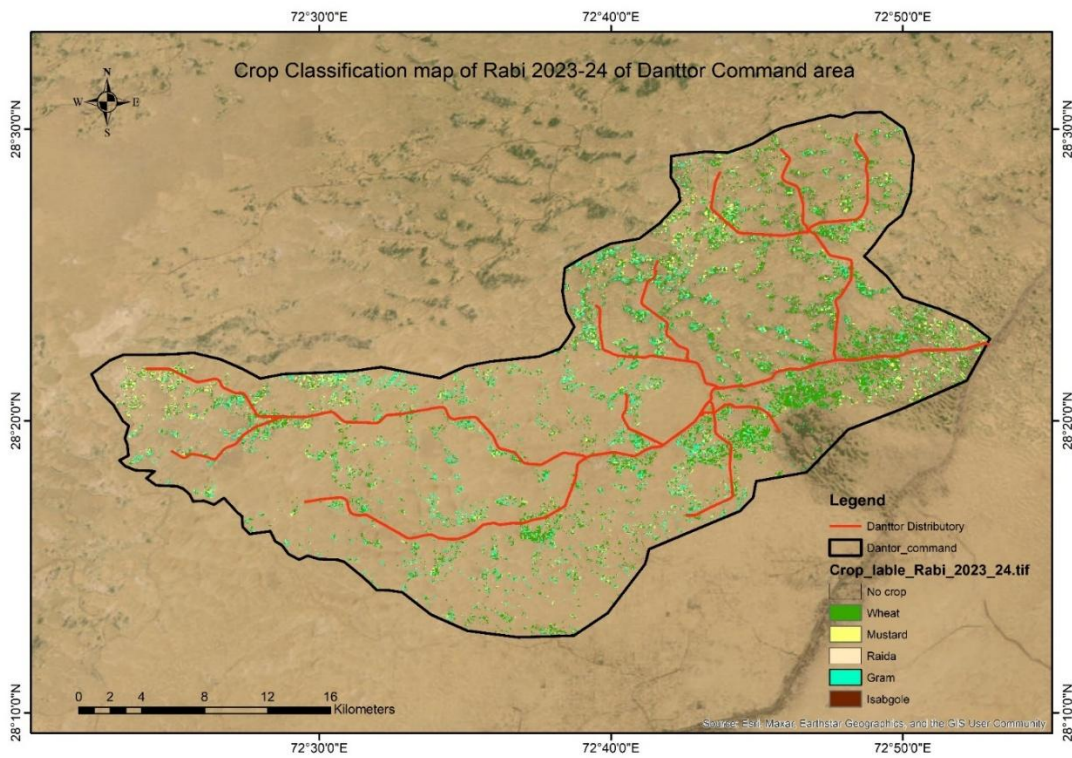 72°30'0"E 72°40'0"E 72°50'0"E
Crop Classification map of Rabi 2023-24 of Danttor Command area
N
W E
S
28°30'0"N 28°30'0"N
28°20'0"N 28°20'0"N
Legend
Danttor Distributory
Dantor_command
Crop_lable_Rabi_2023_24.tif
No crop
Wheat
Mustard
Raida
Gram
Isabgole
0 2 4 8 12 16
Kilometers
28°10'0"N 28°10'0"N
Source: Esri, Maxar, Earthstar Geographics, and the GIS User Community
72°30'0"E 72°40'0"E 72°50'0"E